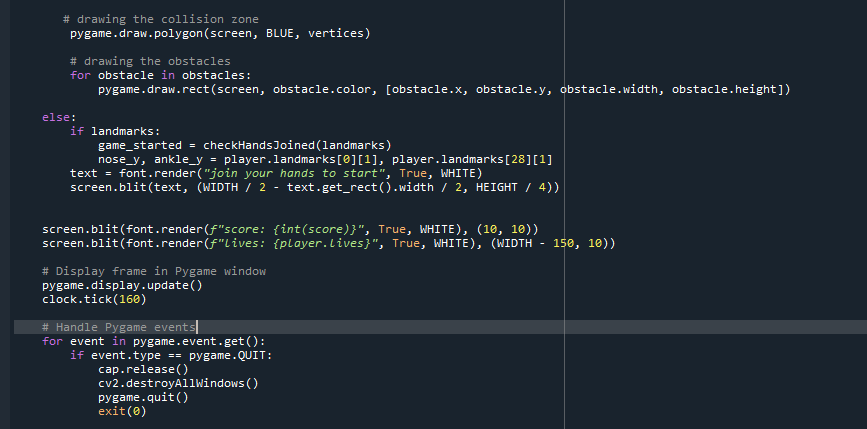 # drawing the collision zone
pygame.draw.polygon(screen, BLUE, vertices)
# drawing the obstacles
for obstacle in obstacles:
pygame.draw.rect(screen, obstacle.color, [obstacle.x, obstacle.y, obstacle.width, obstacle.height])
else:
if landmarks:
game_started = checkHandsJoined(landmarks)
nose_y, ankle_y = player.landmarks[0][1], player.landmarks[28][1]
text = font.render("join your hands to start", True, WHITE)
screen.blit(text, (WIDTH / 2 - text.get_rect().width / 2, HEIGHT / 4))
screen.blit(font.render(f"score: {int(score)}", True, WHITE), (10, 10))
screen.blit(font.render(f"lives: {player.lives}", True, WHITE), (WIDTH - 150, 10))
# Display frame in Pygame window
pygame.display.update()
clock.tick(160)
# Handle Pygame events
for event in pygame.event.get():
if event.type == pygame.QUIT:
cap.release()
cv2.destroyAllWindows()
pygame.quit()
exit(0)